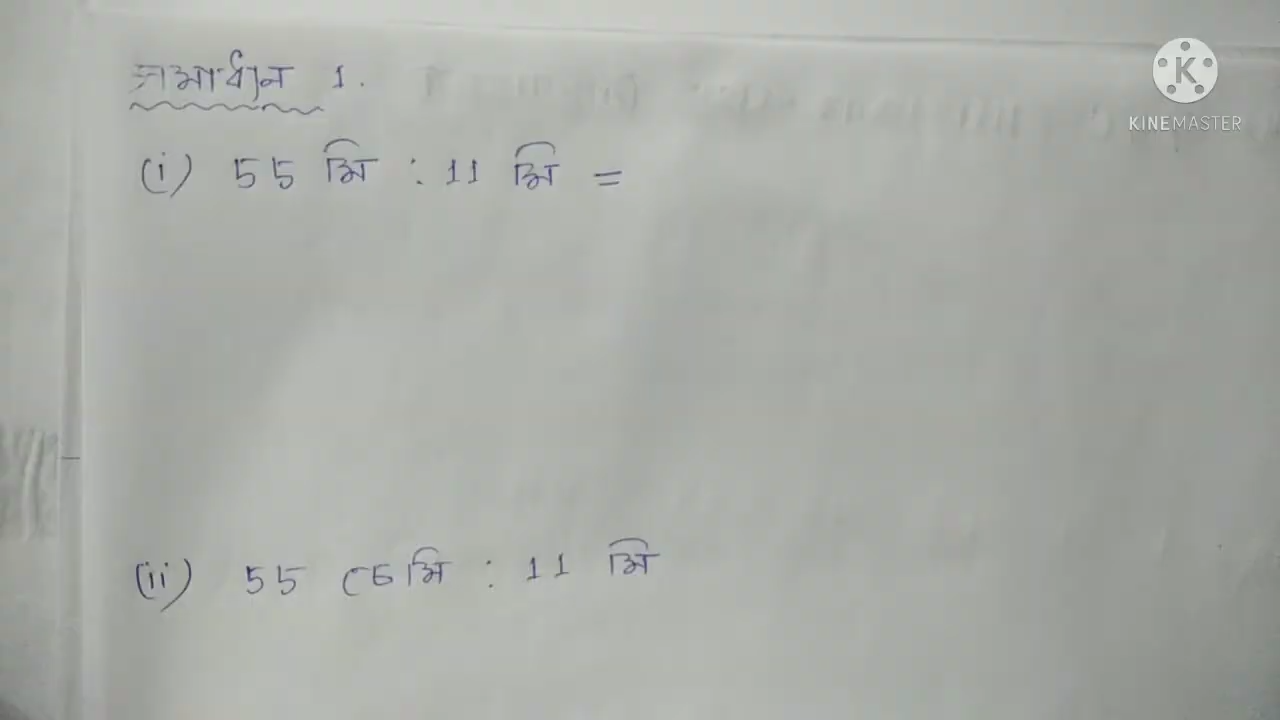 সমাধান 1.
(i) 55 মি : 11 মি =
(ii) 55 চেমি : 11 মি
KINEMASTER